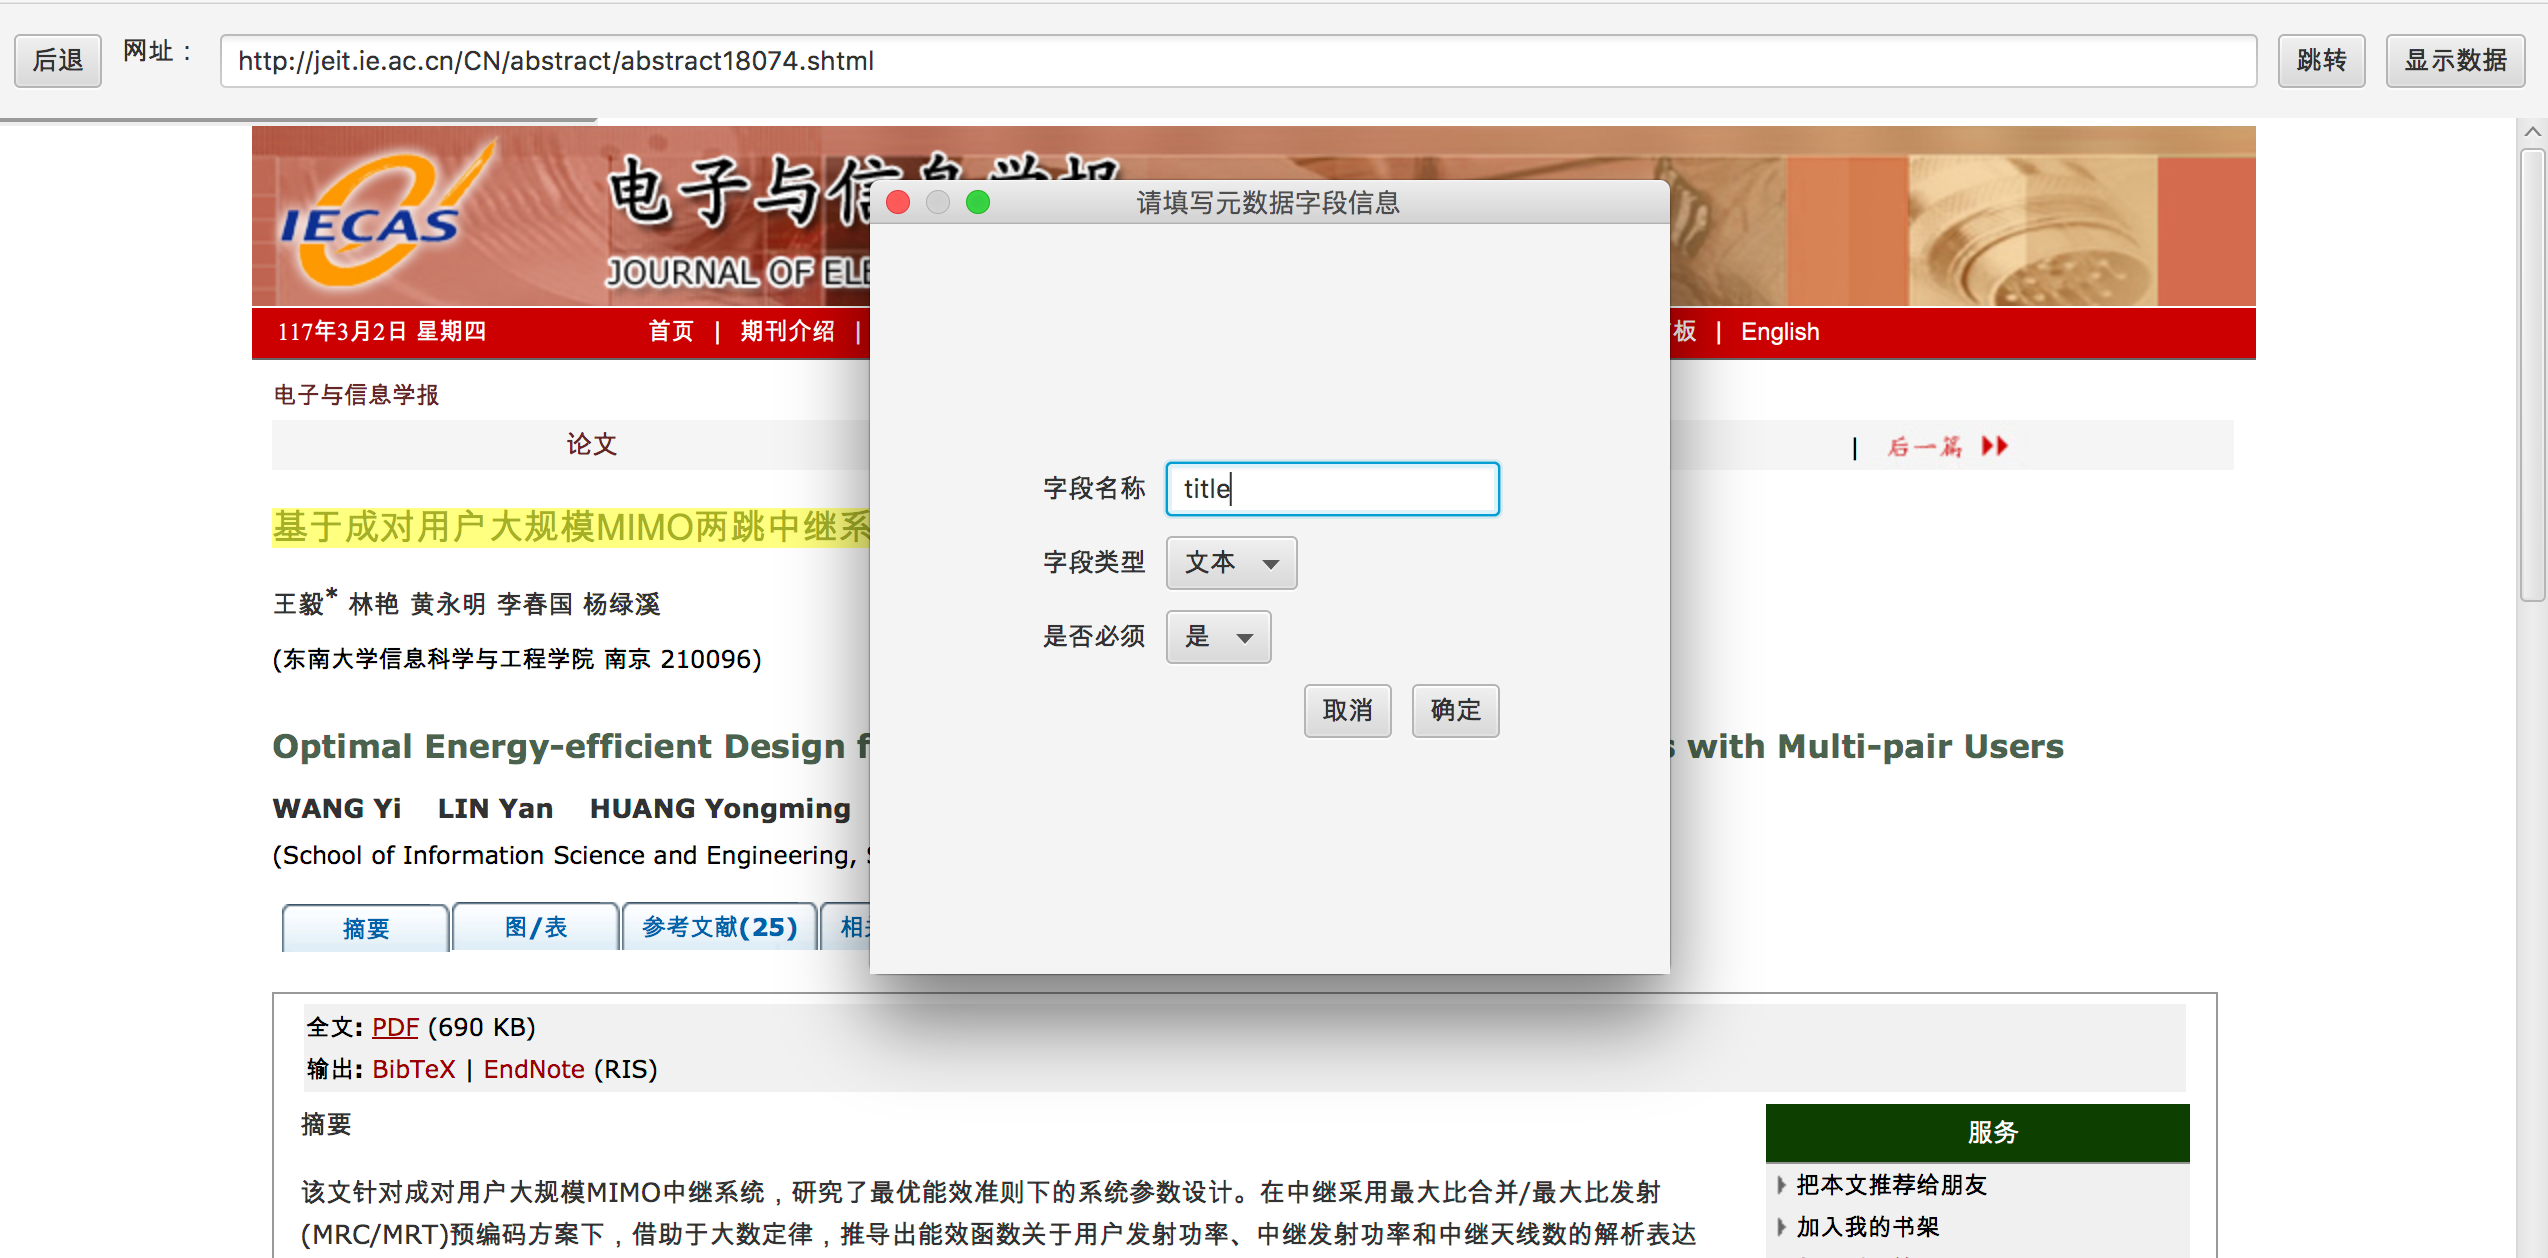 后退 网址： http://jeit.ie.ac.cn/CN/abstract/abstract18074.shtml 跳转 显示数据
IECAS
电子与信息学报
JOURNAL OF ELE
请填写元数据字段信息
117年3月2日 星期四 首页 | 期刊介绍 | 板 | English
电子与信息学报
论文 | 后一篇
字段名称 title
基于成对用户大规模MIMO两跳中继系
字段类型 文本
王毅* 林艳 黄永明 李春国 杨绿溪
是否必须 是
(东南大学信息科学与工程学院 南京 210096)
取消 确定
Optimal Energy-efficient Design f s with Multi-pair Users
WANG Yi LIN Yan HUANG Yongming
(School of Information Science and Engineering, S
摘要 图/表 参考文献(25) 相
全文: PDF (690 KB)
输出: BibTeX | EndNote (RIS)
摘要
服务
该文针对成对用户大规模MIMO中继系统，研究了最优能效准则下的系统参数设计。在中继采用最大比合并/最大比发射
把本文推荐给朋友
(MRC/MRT)预编码方案下，借助于大数定律，推导出能效函数关于用户发射功率、中继发射功率和中继天线数的解析表达
加入我的书架